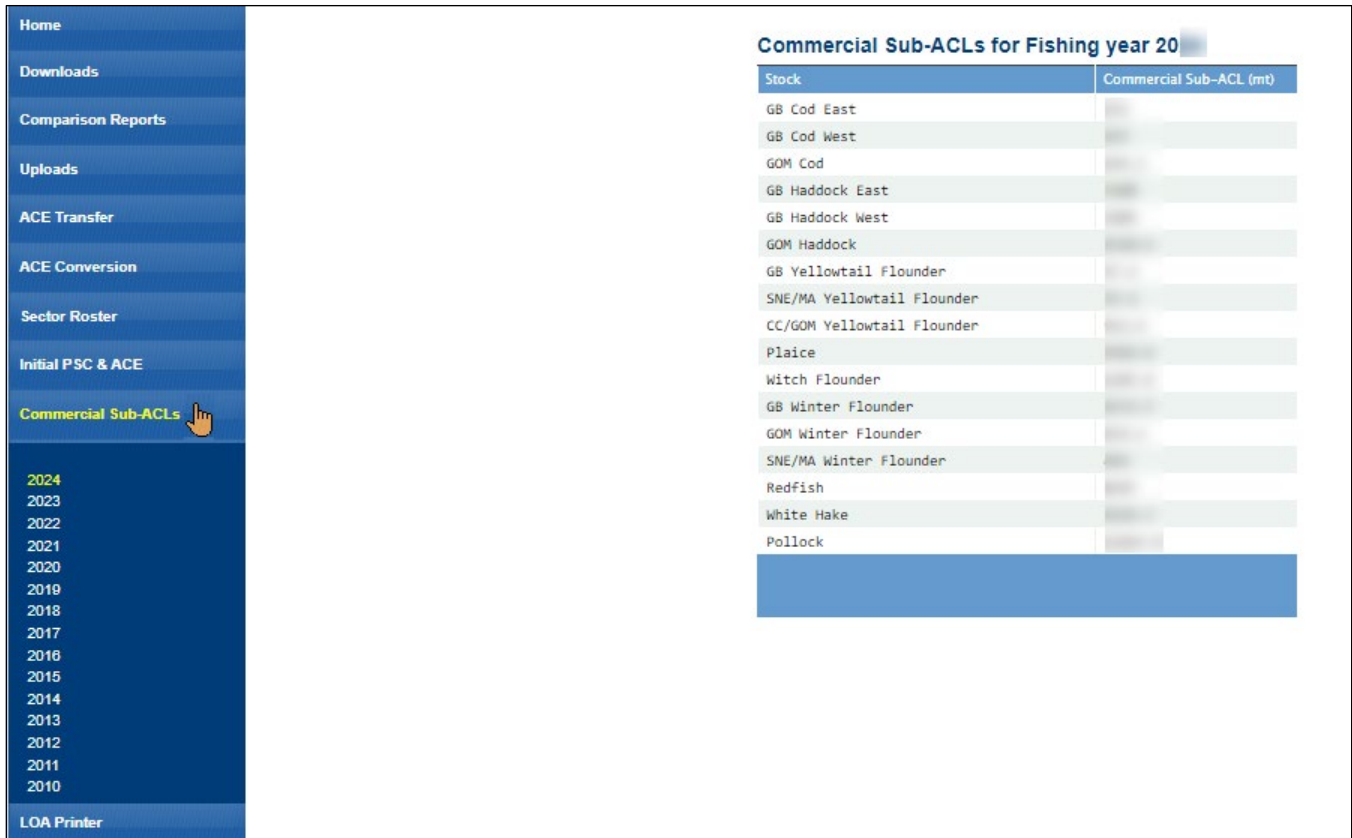 Home
Downloads
Comparison Reports
Uploads
ACE Transfer
ACE Conversion
Sector Roster
Initial PSC & ACE
Commercial Sub-ACLs
2024
2023
2022
2021
2020
2019
2018
2017
2016
2015
2014
2013
2012
2011
2010
LOA Printer
Commercial Sub-ACLs for Fishing year 20
Stock Commercial Sub-ACL (mt)
GB Cod East
GB Cod West
GOM Cod
GB Haddock East
GB Haddock West
GOM Haddock
GB Yellowtail Flounder
SNE/MA Yellowtail Flounder
CC/GOM Yellowtail Flounder
Plaice
Witch Flounder
GB Winter Flounder
GOM Winter Flounder
SNE/MA Winter Flounder
Redfish
White Hake
Pollock